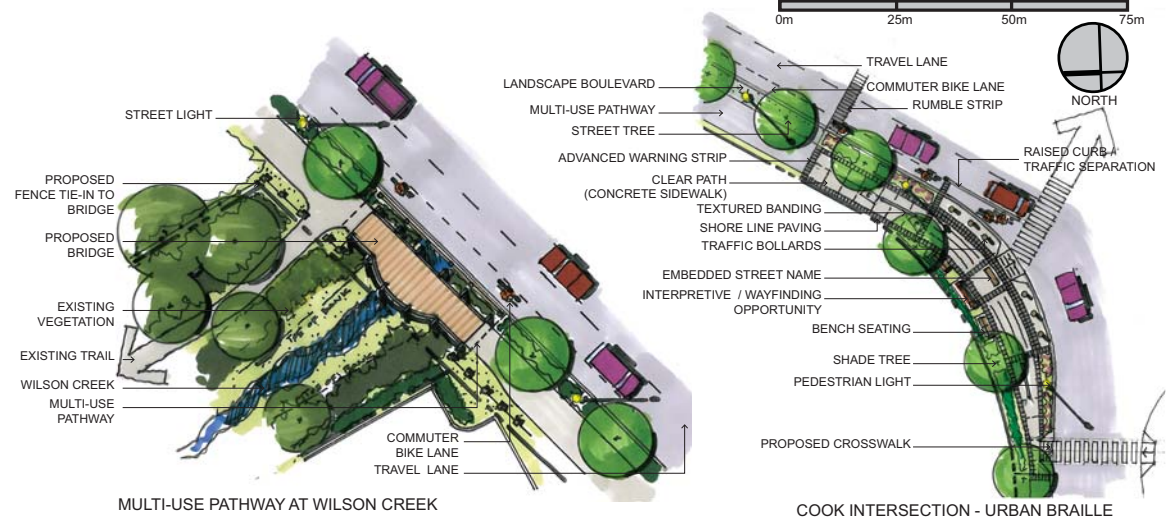 0m 25m 50m 75m
NORTH
STREET LIGHT
PROPOSED
FENCE TIE-IN TO
BRIDGE
PROPOSED
BRIDGE
EXISTING
VEGETATION
EXISTING TRAIL
WILSON CREEK
MULTI-USE
PATHWAY
COMMUTER
BIKE LANE
TRAVEL LANE
MULTI-USE PATHWAY AT WILSON CREEK
LANDSCAPE BOULEVARD
MULTI-USE PATHWAY
STREET TREE
ADVANCED WARNING STRIP
CLEAR PATH
(CONCRETE SIDEWALK)
TEXTURED BANDING
SHORE LINE PAVING
TRAFFIC BOLLARDS
EMBEDDED STREET NAME
INTERPRETIVE / WAYFINDING
OPPORTUNITY
BENCH SEATING
SHADE TREE
PEDESTRIAN LIGHT
PROPOSED CROSSWALK
TRAVEL LANE
COMMUTER BIKE LANE
RUMBLE STRIP
RAISED CURB /
TRAFFIC SEPARATION
COOK INTERSECTION - URBAN BRAILLE